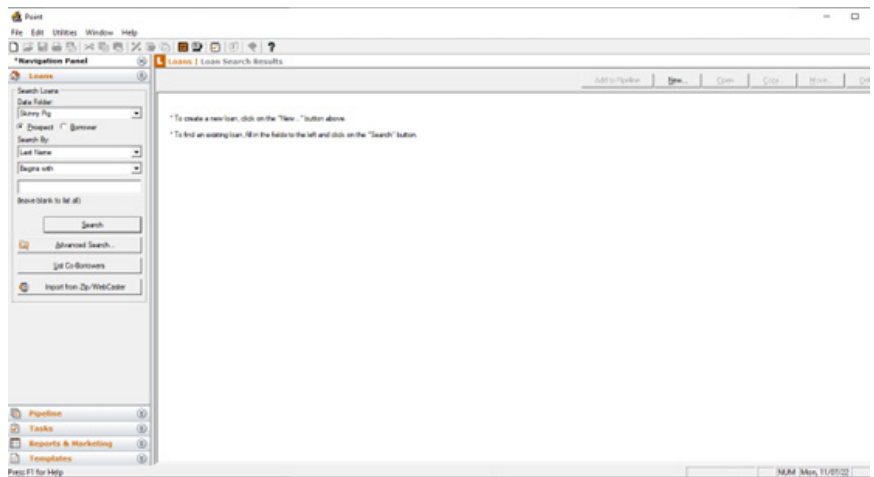 Point
File Edit Utilities Window Help
*Navigation Panel
L Loans | Loan Search Results
Loans
Add to Pipeline New... Open Copy Move...
Search Loans
Data Folder:
Skinny Pig
Prospect Borrower
Search By:
Last Name
Begins with
(leave blank to list all)
Search
Advanced Search...
List Co-Borrowers
Import from Zip/WebCaster
* To create a new loan, click on the "New..." button above.
* To find an existing loan, fill in the fields to the left and click on the "Search" button.
Pipeline
Tasks
Reports & Marketing
Templates
Press F1 for Help
NUM Mon, 11/07/22